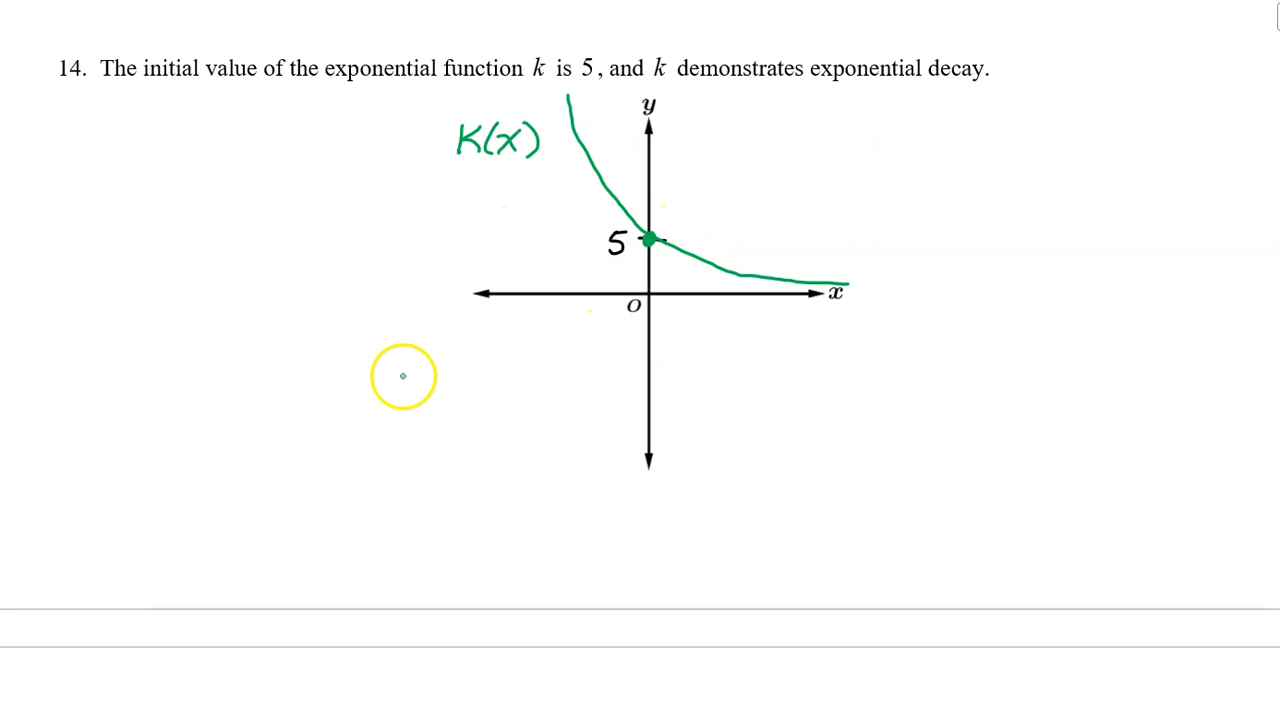 14. The initial value of the exponential function k is 5, and k demonstrates exponential decay.
y
K(x)
5
x
O